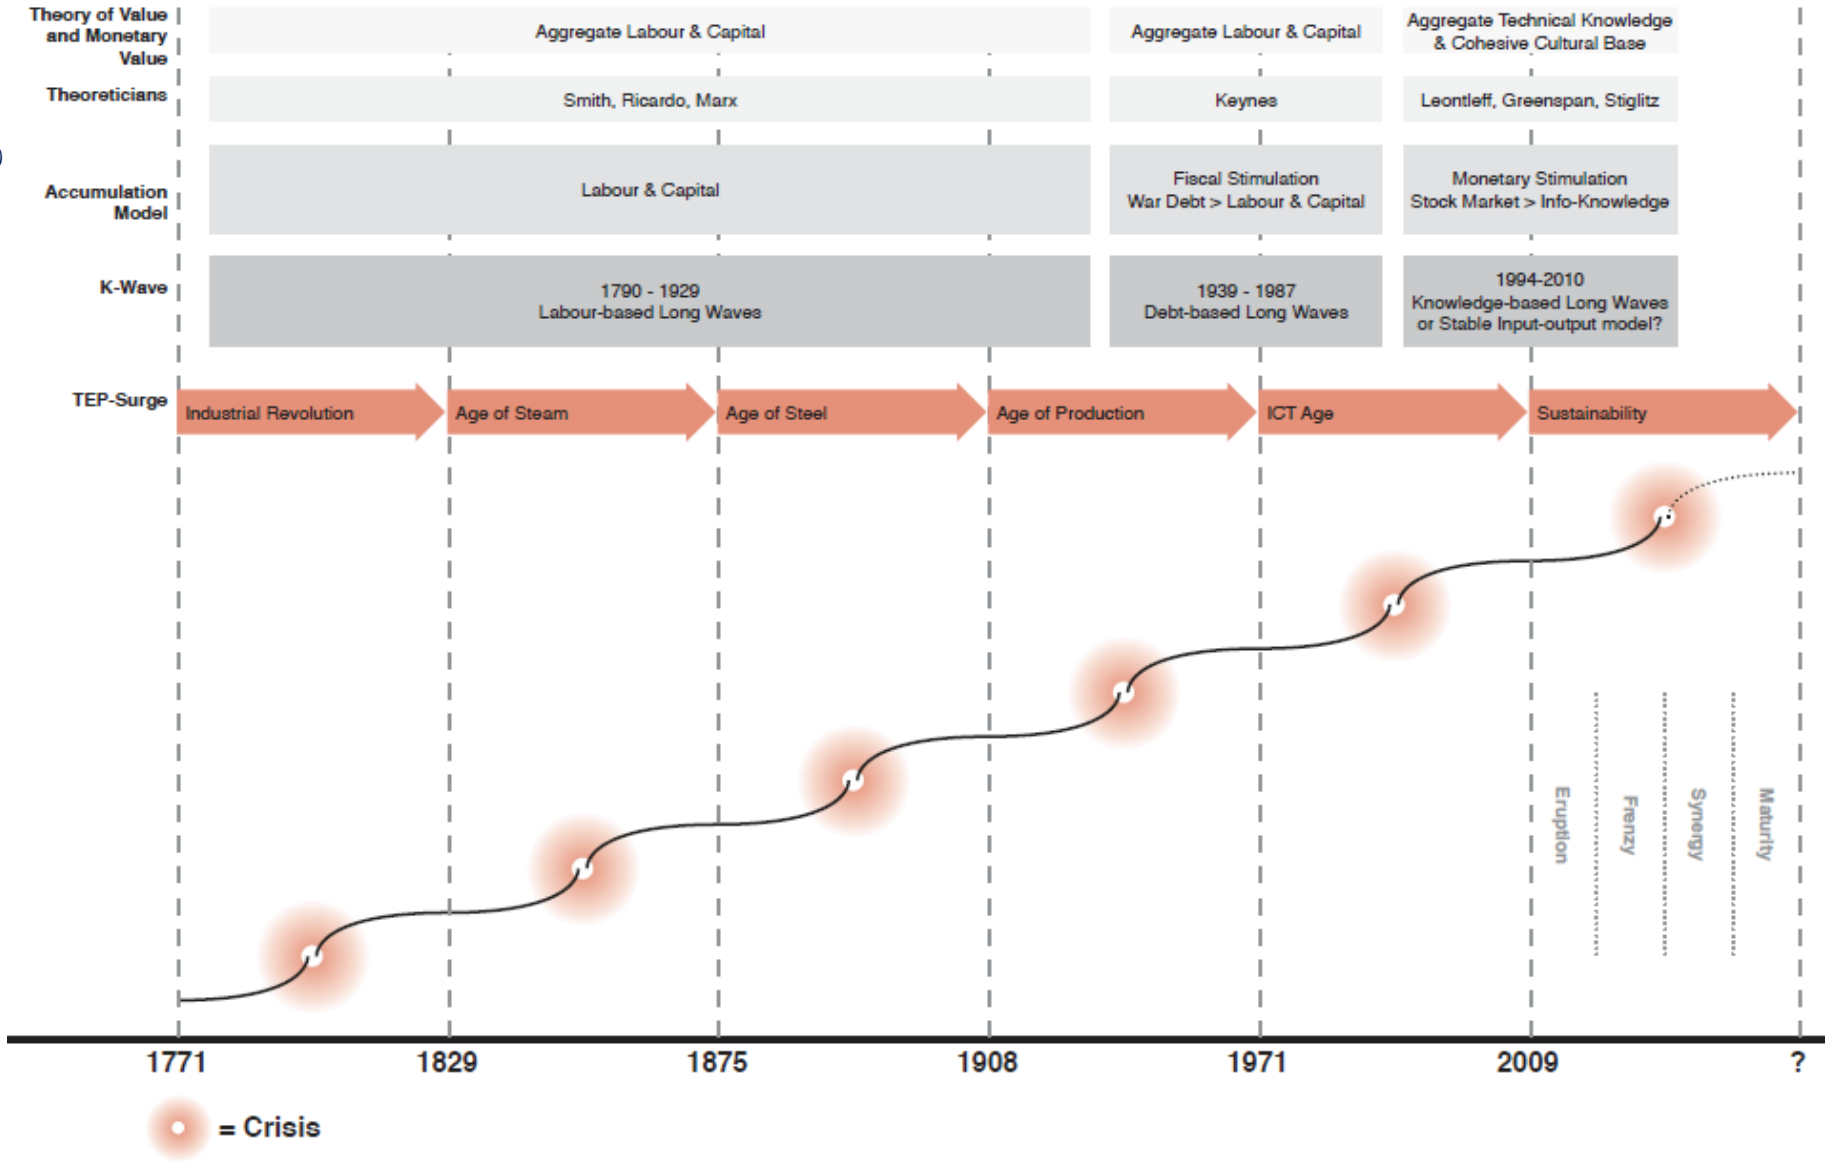 Theory of Value
and Monetary
Value
Aggregate Labour & Capital
Aggregate Labour & Capital
Aggregate Technical Knowledge
& Cohesive Cultural Base
Theoreticians
Smith, Ricardo, Marx
Keynes
Leontleff, Greenspan, Stiglitz
)
Accumulation
Model
Labour & Capital
Fiscal Stimulation
War Debt > Labour & Capital
Monetary Stimulation
Stock Market > Info-Knowledge
K-Wave
1790 - 1929
Labour-based Long Waves
1939 - 1987
Debt-based Long Waves
1994-2010
Knowledge-based Long Waves
or Stable Input-output model?
TEP-Surge
Industrial Revolution
Age of Steam
Age of Steel
Age of Production
ICT Age
Sustainability
Eruption
Frenzy
Synergy
Maturity
1771
1829
1875
1908
1971
2009
?
= Crisis